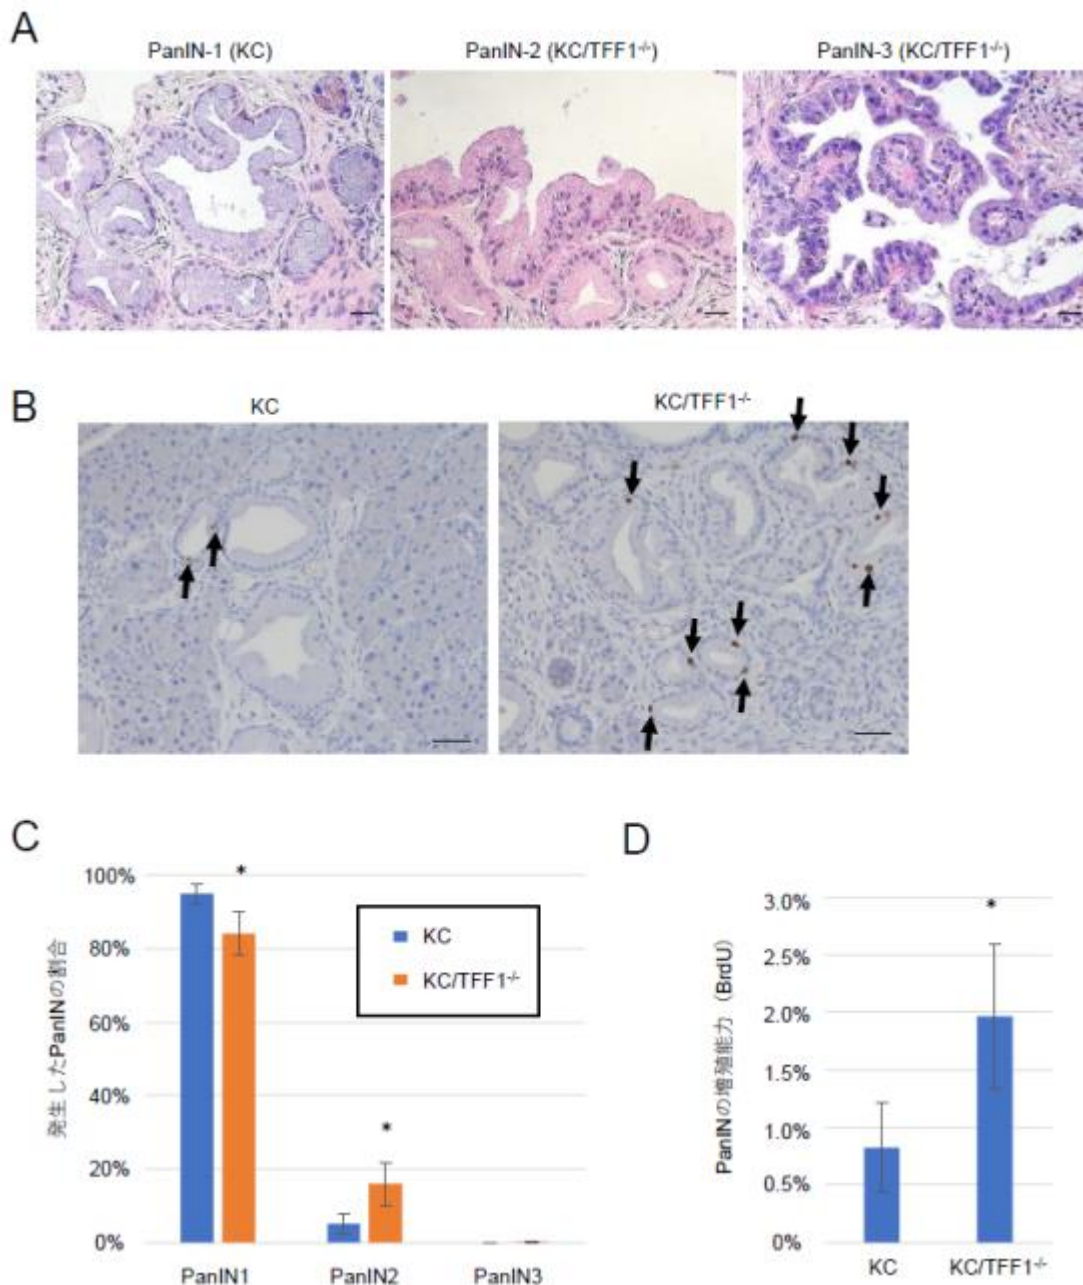 A
PanIN-1 (KC)
PanIN-2 (KC/TFF1-/-)
PanIN-3 (KC/TFF1-/-)
B
KC
KC/TFF1-/-
C
発生したPanINの割合
100%
80%
60%
40%
20%
0%
*
*
KC
KC/TFF1-/-
PanIN1
PanIN2
PanIN3
D
PanINの増殖能力（BrdU）
3.0%
2.5%
2.0%
1.5%
1.0%
0.5%
0%
*
KC
KC/TFF1-/-